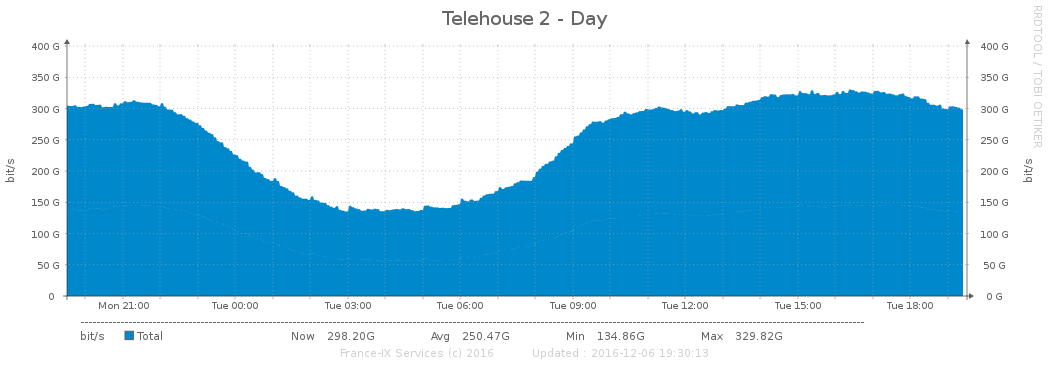 Telehouse 2 - Day
RRDTOOL / TOBI OETIKER
bit/s
400 G
350 G
300 G
250 G
200 G
150 G
100 G
50 G
0
400 G
350 G
300 G
250 G
200 G
150 G
100 G
50 G
0 G
bit/s
Mon 21:00 Tue 00:00 Tue 03:00 Tue 06:00 Tue 09:00 Tue 12:00 Tue 15:00 Tue 18:00
bit/s Total Now 298.20G Avg 250.47G Min 134.86G Max 329.82G
France-IX Services (c) 2016 Updated : 2016-12-06 19:30:13